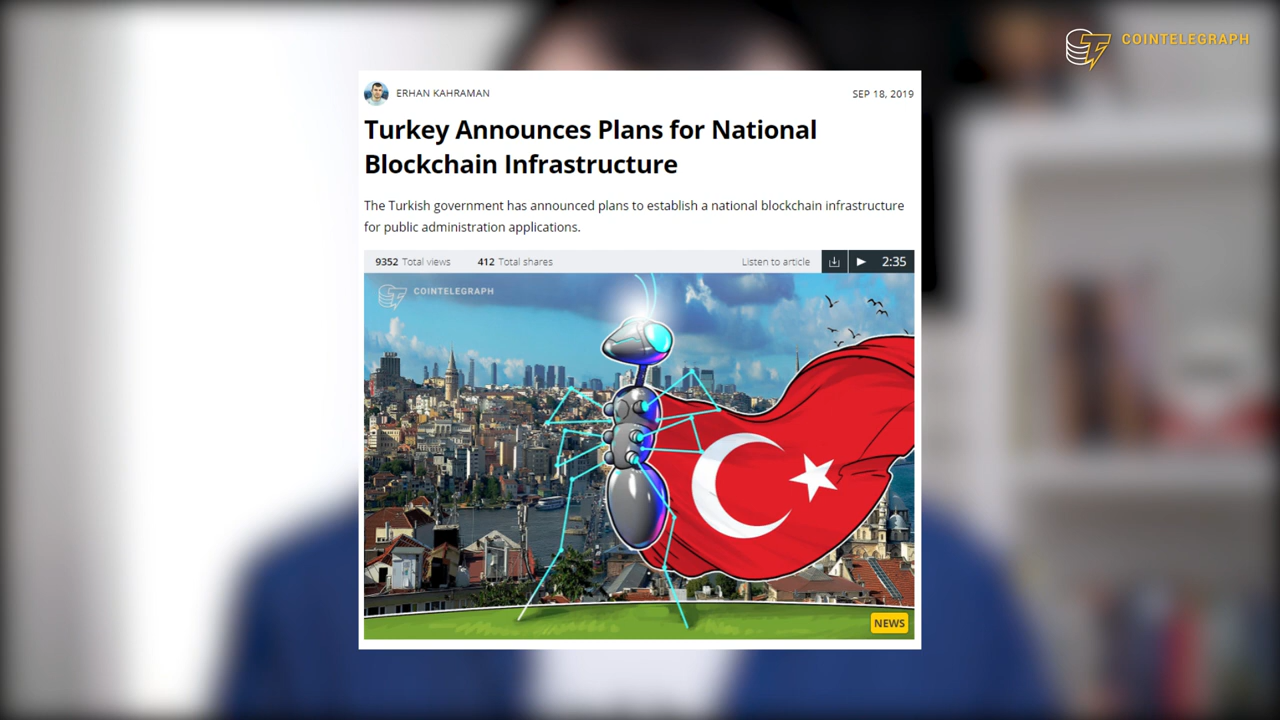 COINTELEGRAPH
ERHAN KAHRAMAN
SEP 18, 2019
Turkey Announces Plans for National
Blockchain Infrastructure
The Turkish government has announced plans to establish a national blockchain infrastructure
for public administration applications.
9352 Total views 412 Total shares Listen to article 2:35
COINTELEGRAPH
NEWS